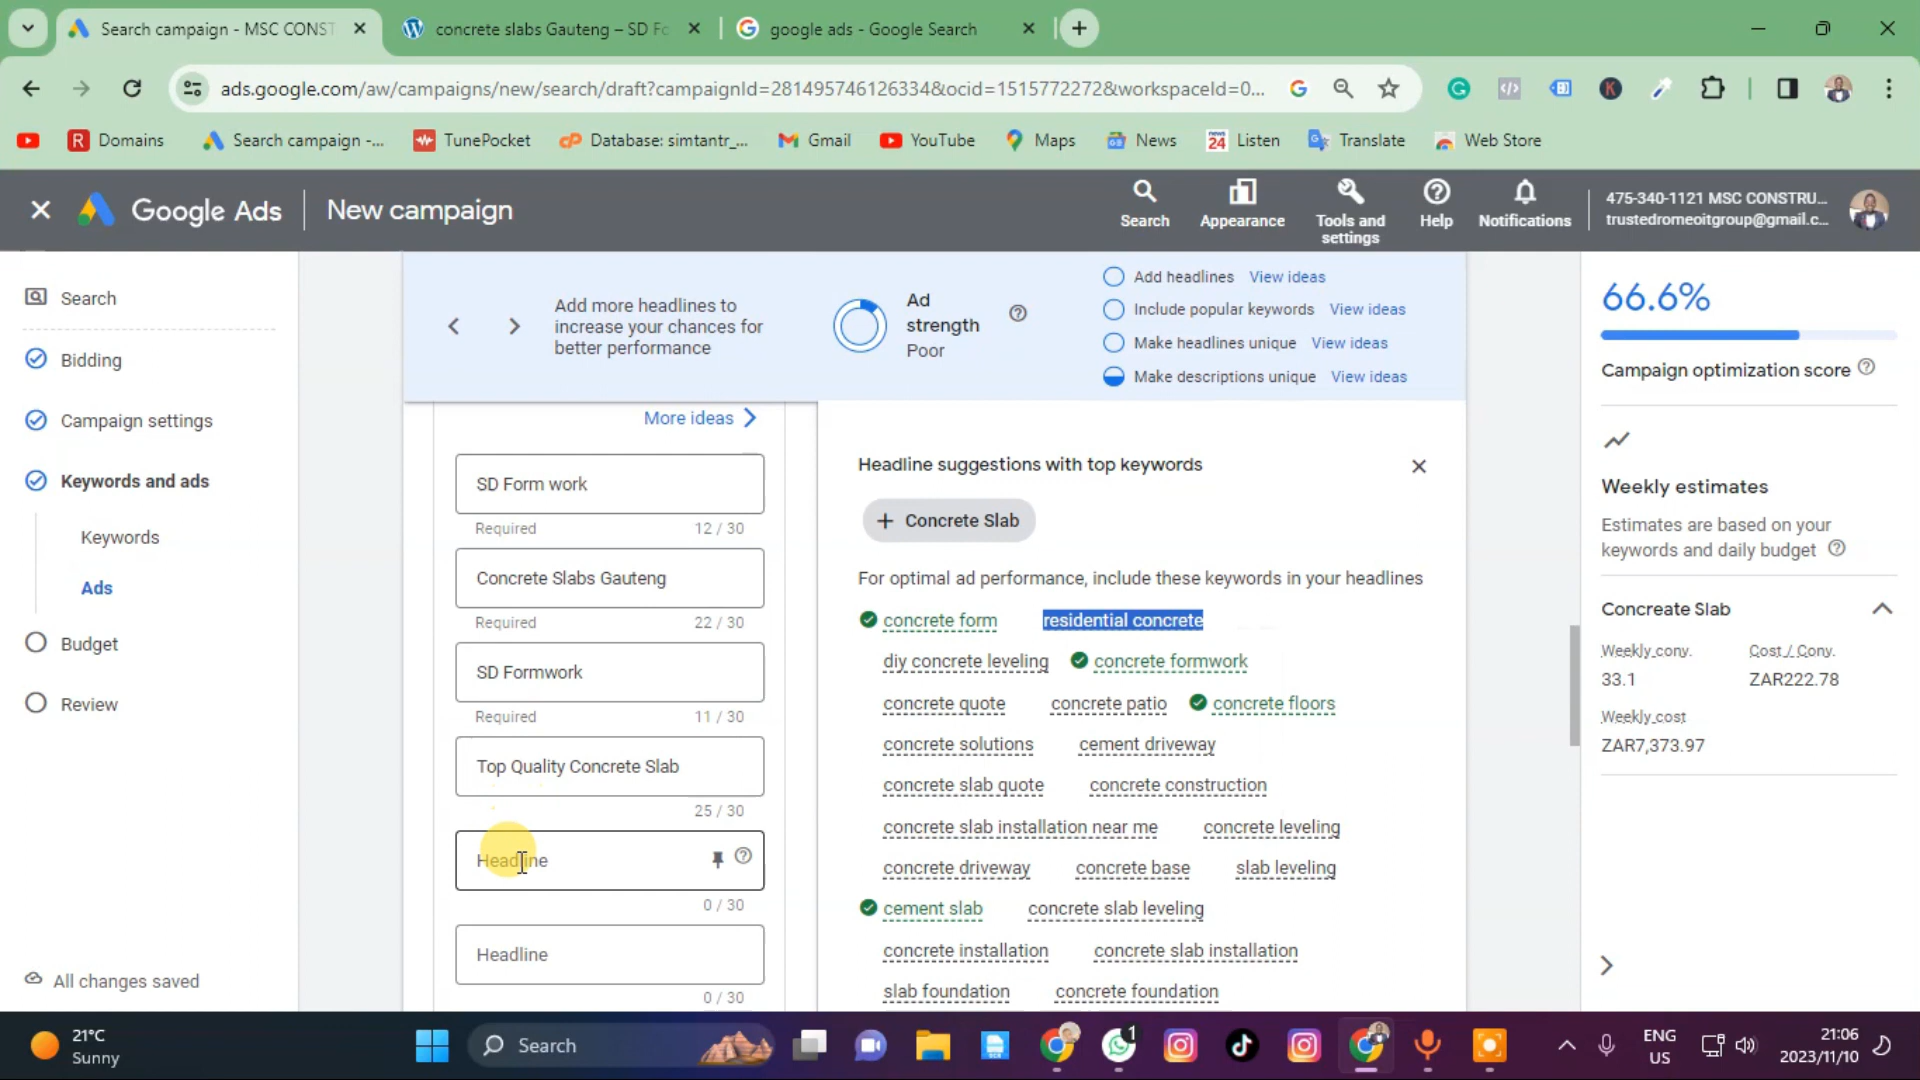 Search campaign - MSC CONST
concrete slabs Gauteng – SD Fo
google ads - Google Search
ads.google.com/aw/campaigns/new/search/draft?campaignId=281495746126334&ocid=1515772272&workspaceId=0...
Domains
Search campaign -...
TunePocket
Database: simtantr_...
Gmail
YouTube
Maps
News
Listen
Translate
Web Store
Google Ads
New campaign
Search
Appearance
Tools and settings
Help
Notifications
475-340-1121 MSC CONSTRU...
trustedromeoitgroup@gmail.c...
Search
Bidding
Campaign settings
Keywords and ads
Keywords
Ads
Budget
Review
All changes saved
Add more headlines to
increase your chances for
better performance
Ad
strength
Poor
Add headlines View ideas
Include popular keywords View ideas
Make headlines unique View ideas
Make descriptions unique View ideas
More ideas
SD Form work
Required 12 / 30
Concrete Slabs Gauteng
Required 22 / 30
SD Formwork
Required 11 / 30
Top Quality Concrete Slab
25 / 30
Headline
0 / 30
Headline
0 / 30
Headline suggestions with top keywords
+ Concrete Slab
For optimal ad performance, include these keywords in your headlines
concrete form residential concrete
diy concrete leveling concrete formwork
concrete quote concrete patio concrete floors
concrete solutions cement driveway
concrete slab quote concrete construction
concrete slab installation near me concrete leveling
concrete driveway concrete base slab leveling
cement slab concrete slab leveling
concrete installation concrete slab installation
slab foundation concrete foundation
66.6%
Campaign optimization score
Weekly estimates
Estimates are based on your
keywords and daily budget
Concreate Slab
Weekly conv. Cost / Conv.
33.1 ZAR222.78
Weekly cost
ZAR7,373.97
21°C
Sunny
Search
1
ENG
US
21:06
2023/11/10